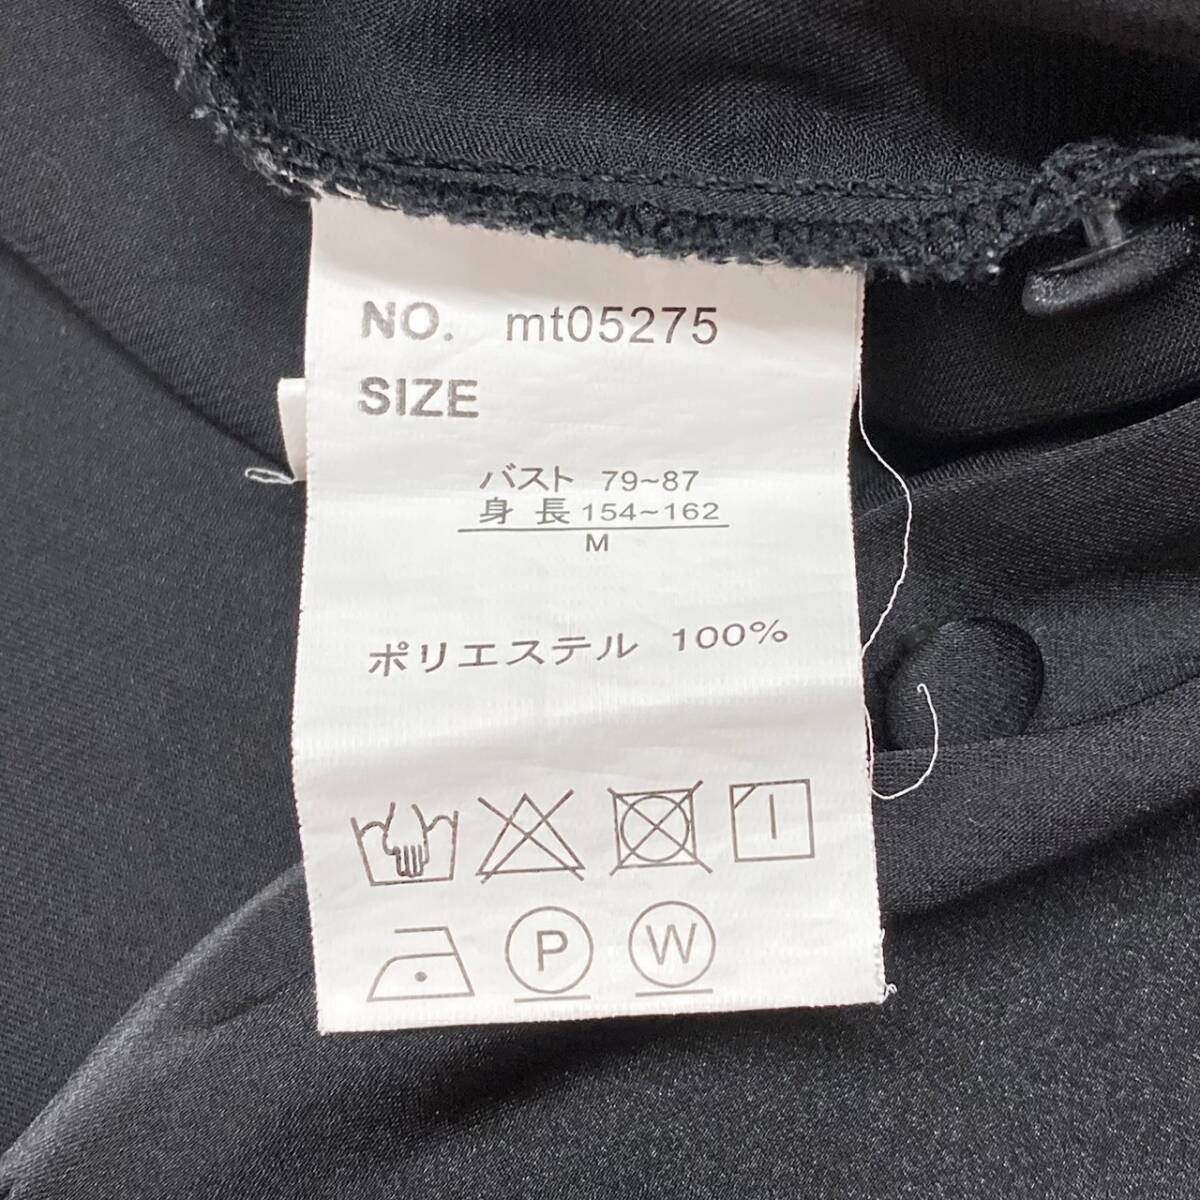 NO. mt05275
SIZE
バスト 79~87
身長 154~162
M
ポリエステル 100%
P W